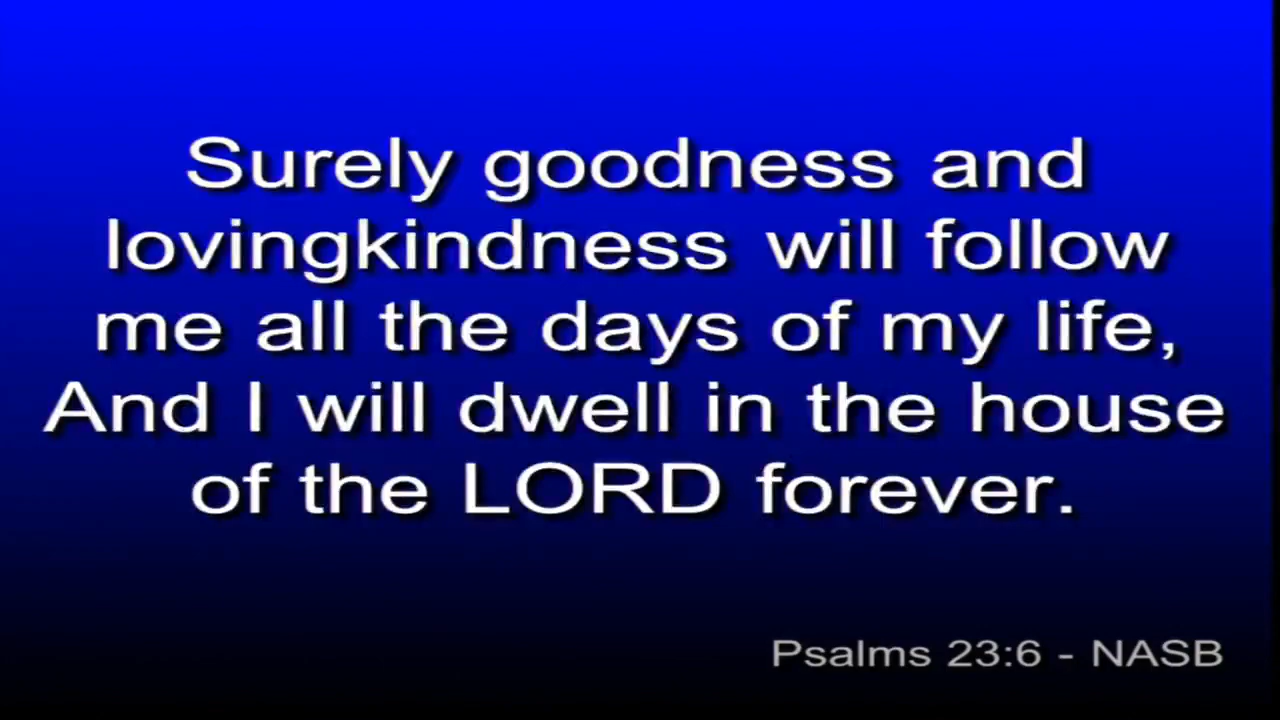 Surely goodness and
lovingkindness will follow
me all the days of my life,
And I will dwell in the house
of the LORD forever.
Psalms 23:6 - NASB